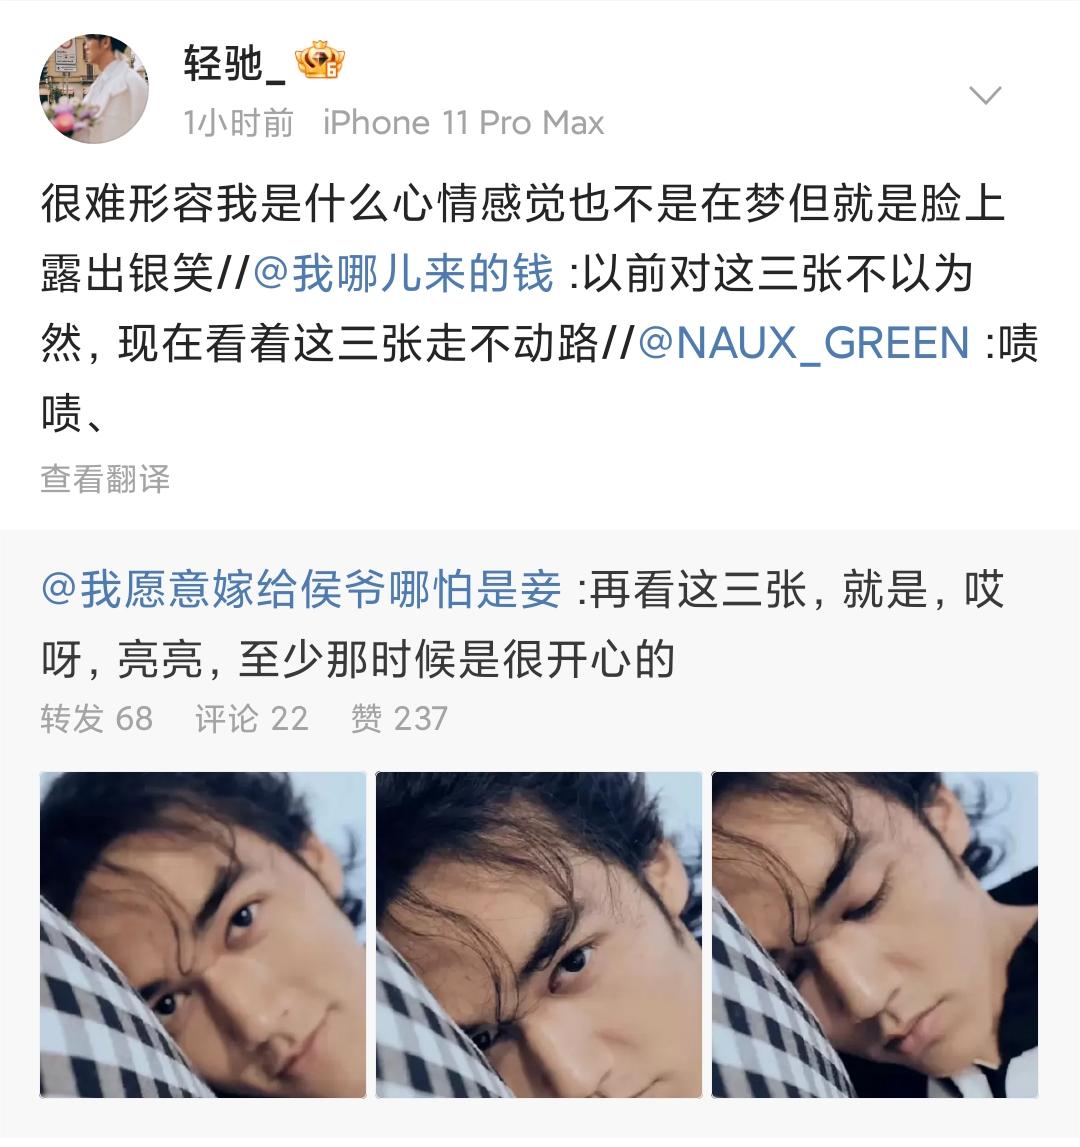 轻驰_
1小时前 iPhone 11 Pro Max
很难形容我是什么心情感觉也不是在梦但就是脸上
露出银笑//@我哪儿来的钱 :以前对这三张不以为
然，现在看着这三张走不动路//@NAUX_GREEN :啧
啧、
查看翻译
@我愿意嫁给侯爷哪怕是妾 :再看这三张，就是，哎
呀，亮亮，至少那时候是很开心的
转发 68 评论 22 赞 237